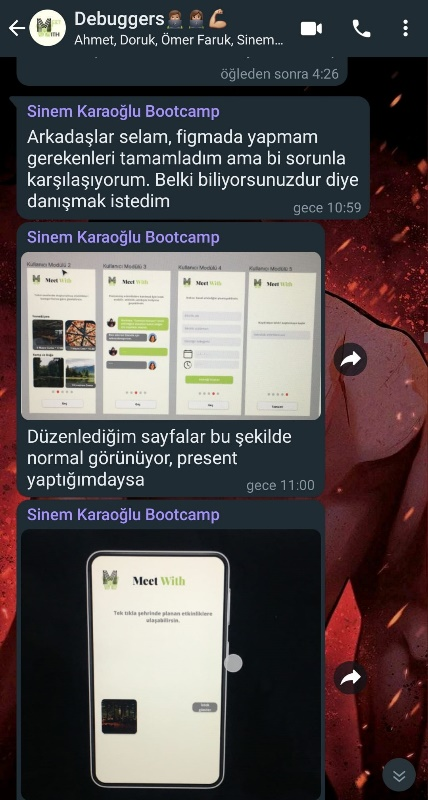 Debuggers
Ahmet, Doruk, Ömer Faruk, Sinem...
öğleden sonra 4:26
Sinem Karaoğlu Bootcamp
Arkadaşlar selam, figmada yapmam
gerekenleri tamamladım ama bi sorunla
karşılaşıyorum. Belki biliyorsunuzdur diye
danışmak istedim
gece 10:59
Sinem Karaoğlu Bootcamp
Kullanıcı Modülü 2
Kullanıcı Modülü 3
Kullanıcı Modülü 4
Kullanıcı Modülü 5
Meet With
Meet With
Meet With
Meet With
Düzenlediğim sayfalar bu şekilde
normal görünüyor, present
yaptığımdaysa
gece 11:00
Sinem Karaoğlu Bootcamp
Meet With
Tek tıkla şehrinde planan etkinliklere
ulaşabilirsin.